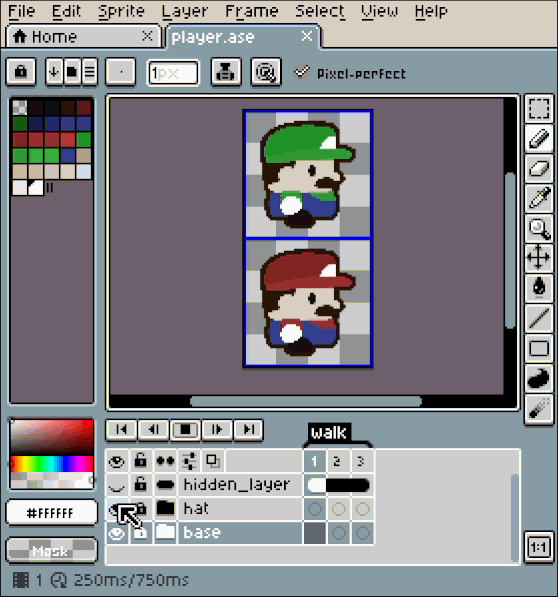 File Edit Sprite Layer Frame Select View Help
Home player.ase
1px Pixel-perfect
walk
1 2 3
hidden_layer
hat
base
#FFFFFF
Mask
1:1
1 250ms/750ms